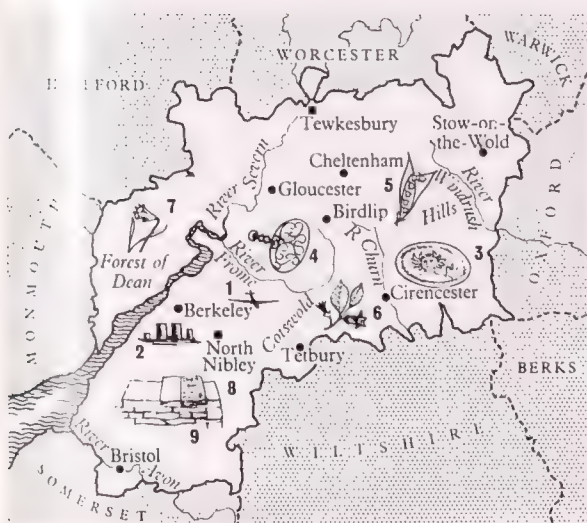 WORCESTER
WARWICK
Tewkesbury
Stow-on-
the-Wold
River Severn
Cheltenham
5
Gloucester
River
Windrush
Birdlip
Hills
7
MONMOUTH
OXFORD
Forest of
Dean
River
Frome
4
R. Churn
3
1
Cirencester
Berkeley
Cotswold
6
2
North
Nibley
Tetbury
BERKS
8
9
WILTSHIRE
River Avon
Bristol
SOMERSET